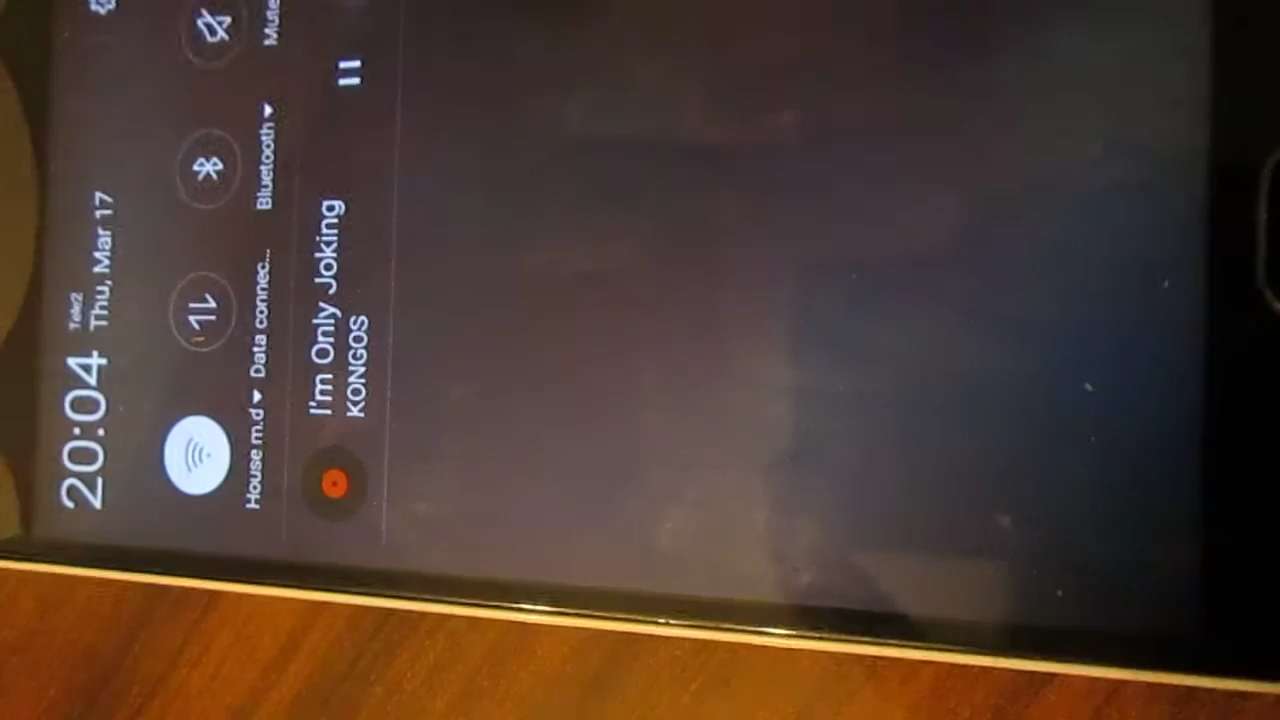 Tele2
20:04 Thu, Mar 17
House m.d Data connec... Bluetooth Mute
I'm Only Joking
KONGOS